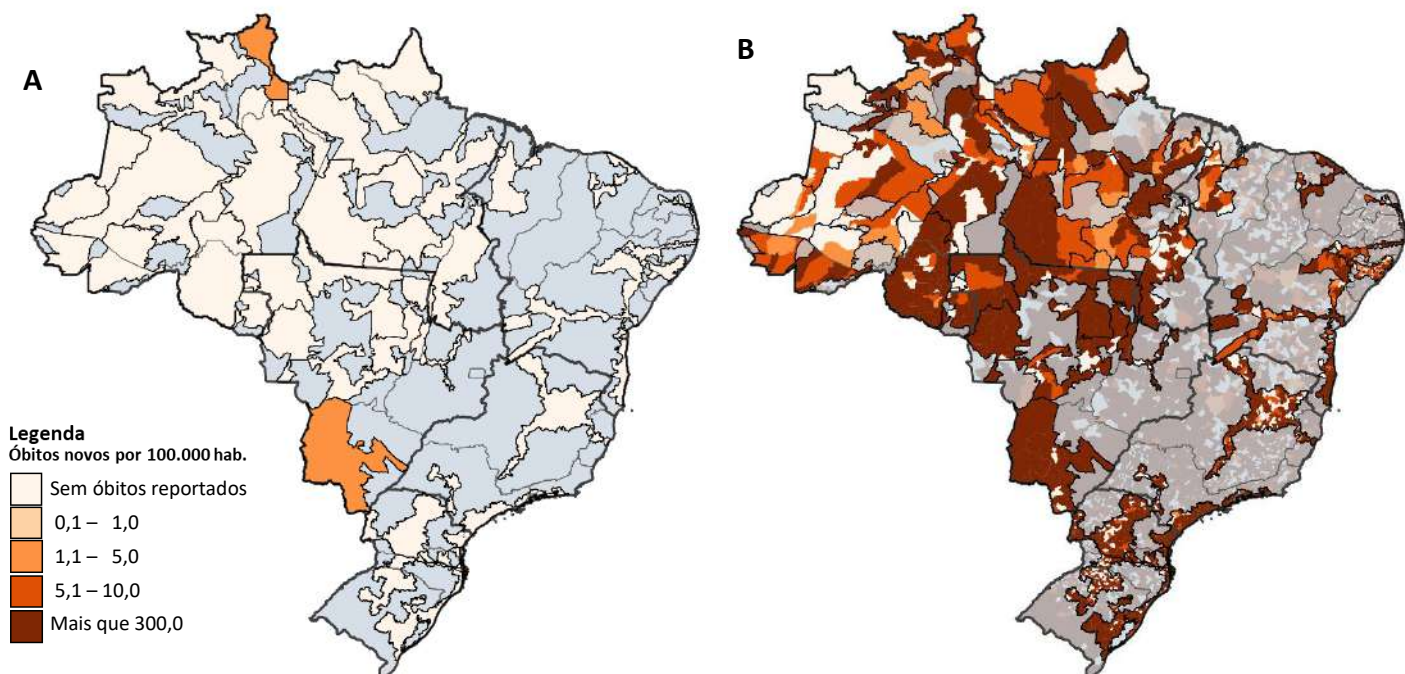 A
B
Legenda
Óbitos novos por 100.000 hab.
Sem óbitos reportados
0,1 – 1,0
1,1 – 5,0
5,1 – 10,0
Mais que 300,0